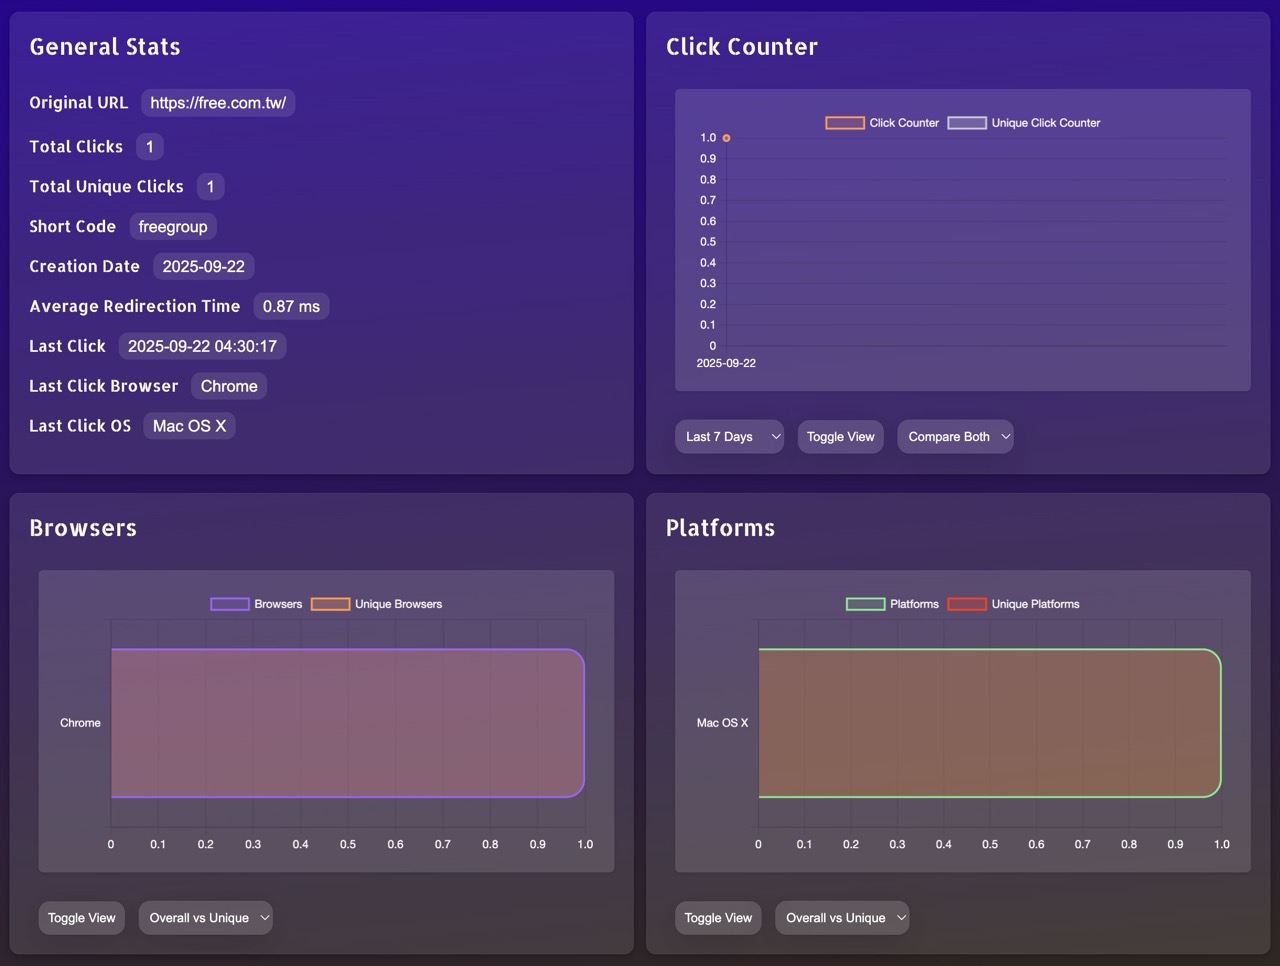 General Stats
Original URL https://free.com.tw/
Total Clicks 1
Total Unique Clicks 1
Short Code freegroup
Creation Date 2025-09-22
Average Redirection Time 0.87 ms
Last Click 2025-09-22 04:30:17
Last Click Browser Chrome
Last Click OS Mac OS X
Click Counter
Click Counter Unique Click Counter
1.0
0.9
0.8
0.7
0.6
0.5
0.4
0.3
0.2
0.1
0
2025-09-22
Last 7 Days Toggle View Compare Both
Browsers
Browsers Unique Browsers
Chrome
0 0.1 0.2 0.3 0.4 0.5 0.6 0.7 0.8 0.9 1.0
Toggle View Overall vs Unique
Platforms
Platforms Unique Platforms
Mac OS X
0 0.1 0.2 0.3 0.4 0.5 0.6 0.7 0.8 0.9 1.0
Toggle View Overall vs Unique